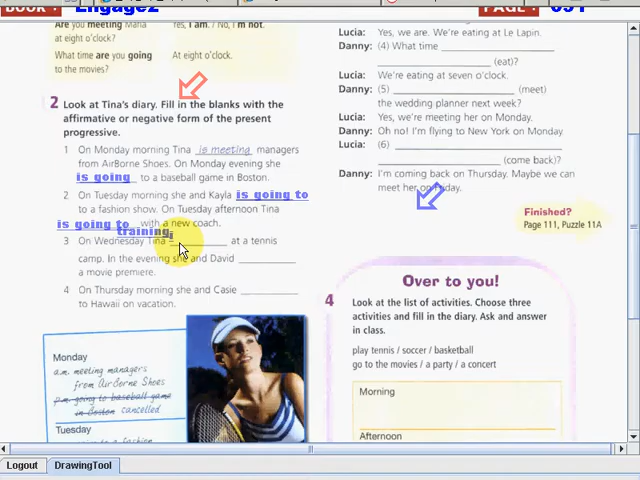 BOOK: Engage2
PAGE: 091
Are you meeting Maria
at eight o'clock?
Yes, I am. / No, I'm not.
What time are you going
to the movies?
At eight o'clock.
2 Look at Tina's diary. Fill in the blanks with the
affirmative or negative form of the present
progressive.
1 On Monday morning Tina is meeting managers
from AirBorne Shoes. On Monday evening she
is going to a baseball game in Boston.
2 On Tuesday morning she and Kayla is going to
to a fashion show. On Tuesday afternoon Tina
is going to with a new coach.
training.
3 On Wednesday Tina at a tennis
camp. In the evening she and David
a movie premiere.
4 On Thursday morning she and Casie
to Hawaii on vacation.
Monday
a.m. meeting managers
from AirBorne Shoes
p.m. going to baseball game
in Boston cancelled
Tuesday
Lucia: Yes, we are. We're eating at Le Lapin.
Danny: (4) What time
(eat)?
Lucia: We're eating at seven o'clock.
Danny: (5) (meet)
the wedding planner next week?
Lucia: Yes, we're meeting her on Monday.
Danny: Oh no! I'm flying to New York on Monday.
Lucia: (6)
(come back)?
Danny: I'm coming back on Thursday. Maybe we can
meet her on Friday.
Finished?
Page 111, Puzzle 11A
Over to you!
4 Look at the list of activities. Choose three
activities and fill in the diary. Ask and answer
in class.
play tennis / soccer / basketball
go to the movies / a party / a concert
Morning
Afternoon
Logout
DrawingTool